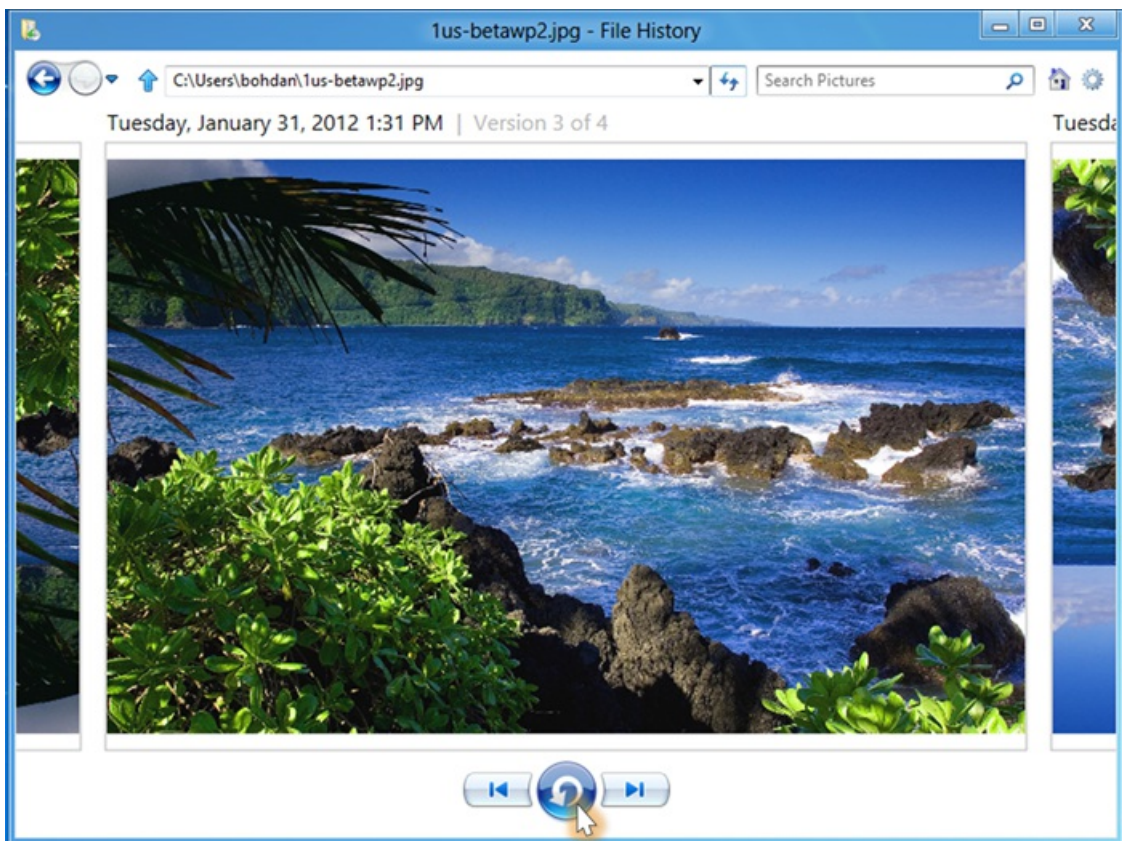 1us-betawp2.jpg - File History
C:\Users\bohdan\1us-betawp2.jpg
Search Pictures
Tuesday, January 31, 2012 1:31 PM | Version 3 of 4